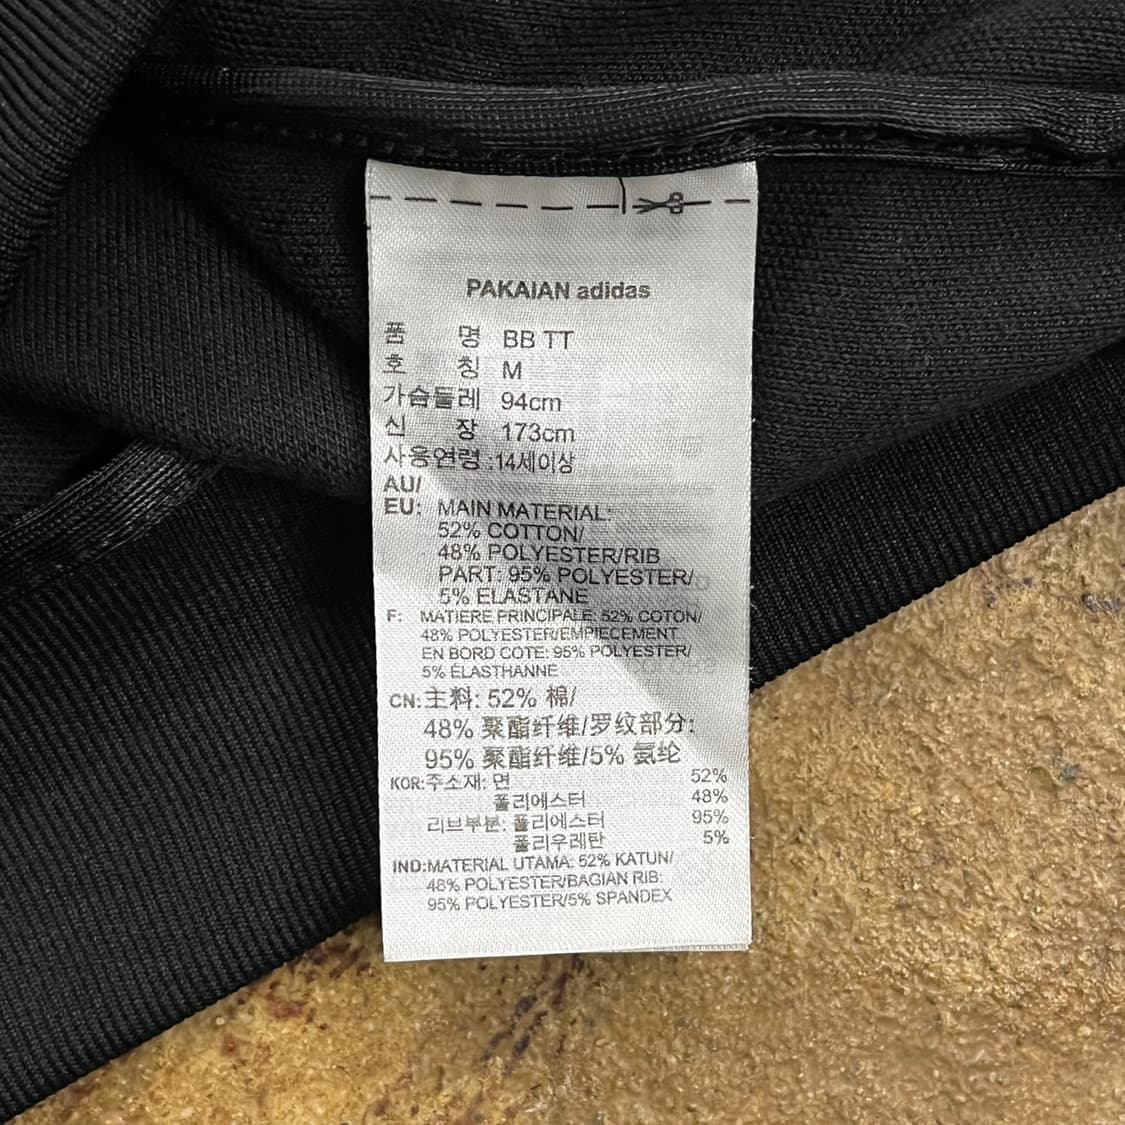 PAKAIAN adidas
품 명 BB TT
호 칭 M
가슴둘레 94cm
신 장 173cm
사용연령 :14세이상
AU/
EU: MAIN MATERIAL:
52% COTTON/
48% POLYESTER/RIB
PART: 95% POLYESTER/
5% ELASTANE
F: MATIÈRE PRINCIPALE: 52% COTON/
48% POLYESTER/EMPIECEMENT
EN BORD COTE: 95% POLYESTER/
5% ÉLASTHANNE
CN:主料: 52% 棉/
48% 聚酯纤维/罗纹部分:
95% 聚酯纤维/5% 氨纶
KOR:주소재: 면 52%
폴리에스터 48%
리브부분: 폴리에스터 95%
폴리우레탄 5%
IND:MATERIAL UTAMA: 52% KATUN/
48% POLYESTER/BAGIAN RIB:
95% POLYESTER/5% SPANDEX